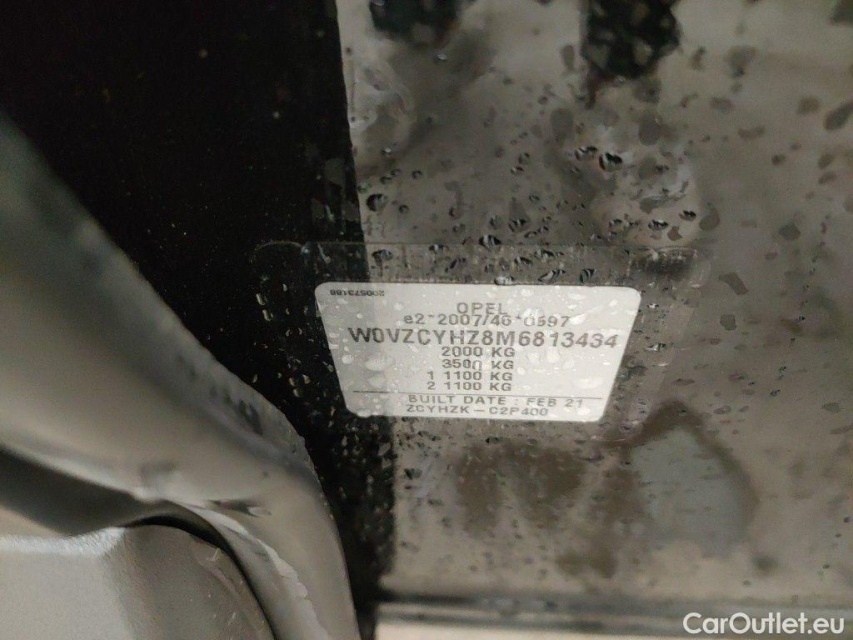 200573188
OPEL
e2*2007/46*0597
W0VZCYHZ8M6813434
2000 KG
3500 KG
1 1100 KG
2 1100 KG
BUILT DATE : FEB 21
ZCYHZK - C2P400
CarOutlet.eu